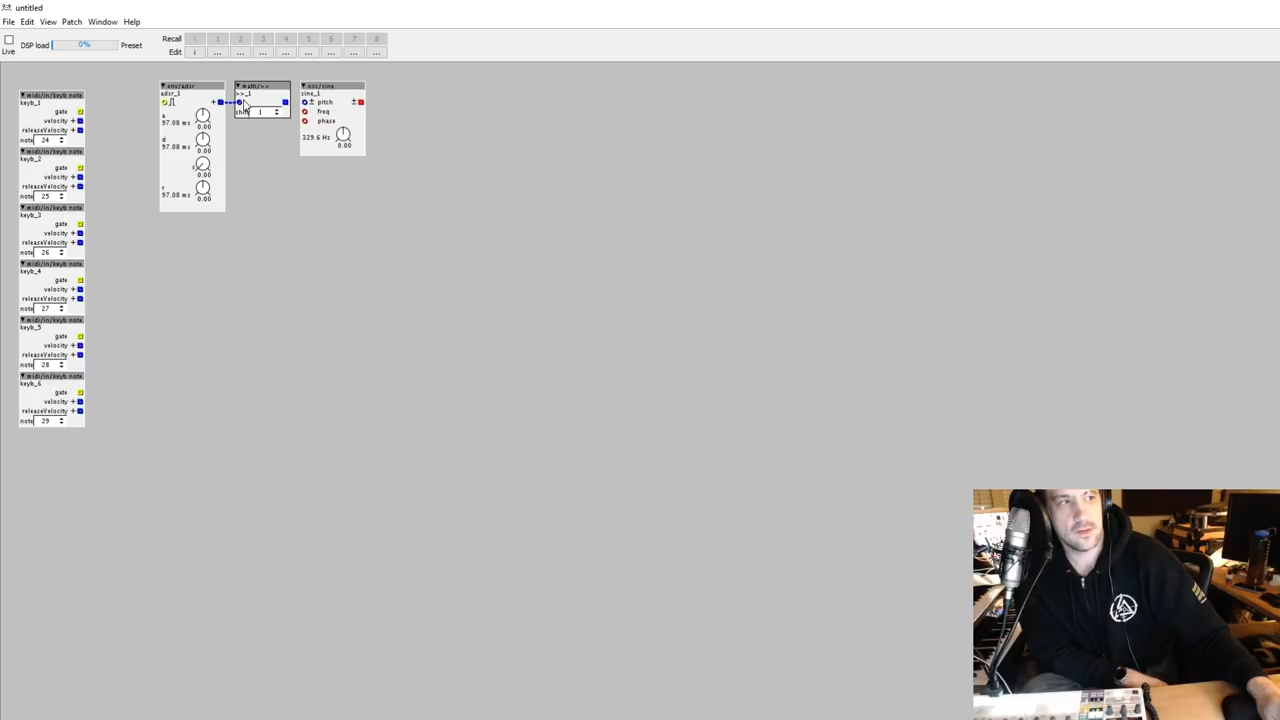 untitled
File Edit View Patch Window Help
Live
DSP load 0% Preset
Recall 1 2 3 4 5 6 7 8
Edit i ... ... ... ... ... ... ... ...
midi/in/keyb note
keyb_1
gate
velocity +
releaseVelocity +
note 24
midi/in/keyb note
keyb_2
gate
velocity +
releaseVelocity +
note 25
midi/in/keyb note
keyb_3
gate
velocity +
releaseVelocity +
note 26
midi/in/keyb note
keyb_4
gate
velocity +
releaseVelocity +
note 27
midi/in/keyb note
keyb_5
gate
velocity +
releaseVelocity +
note 28
midi/in/keyb note
keyb_6
gate
velocity +
releaseVelocity +
note 29
env/adsr
adsr_1
+
a
97.08 ms 0.00
d
97.08 ms 0.00
s
0.00
r
97.08 ms 0.00
math/>>
>>_1
shift 1
osc/sine
sine_1
± pitch ±
freq
phase
329.6 Hz
0.00